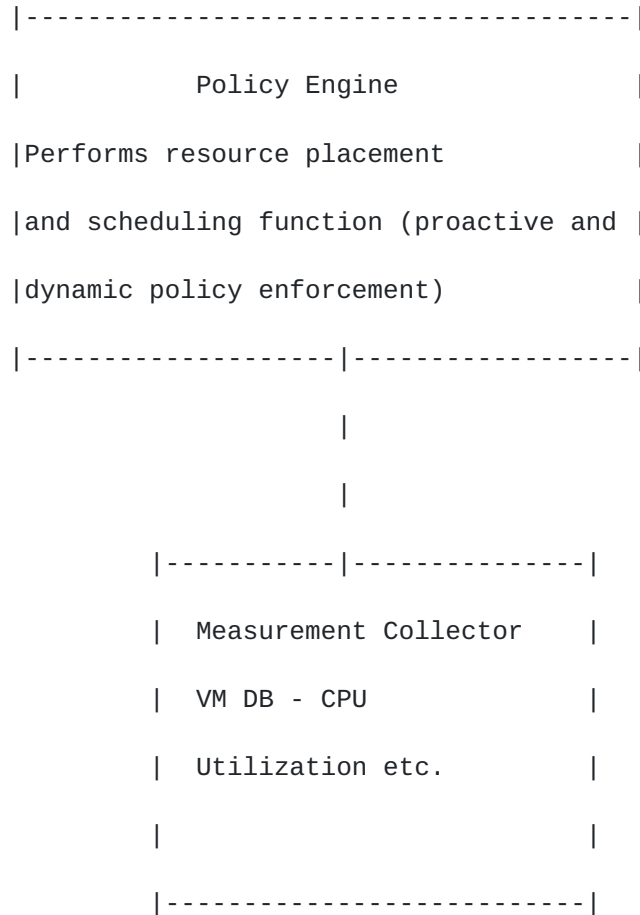 |---------------------------------------|
| Policy Engine |
|Performs resource placement |
|and scheduling function (proactive and |
|dynamic policy enforcement) |
|--------------------|------------------|
|
|
|-----------|---------------|
| Measurement Collector |
| VM DB - CPU |
| Utilization etc. |
| |
|---------------------------|